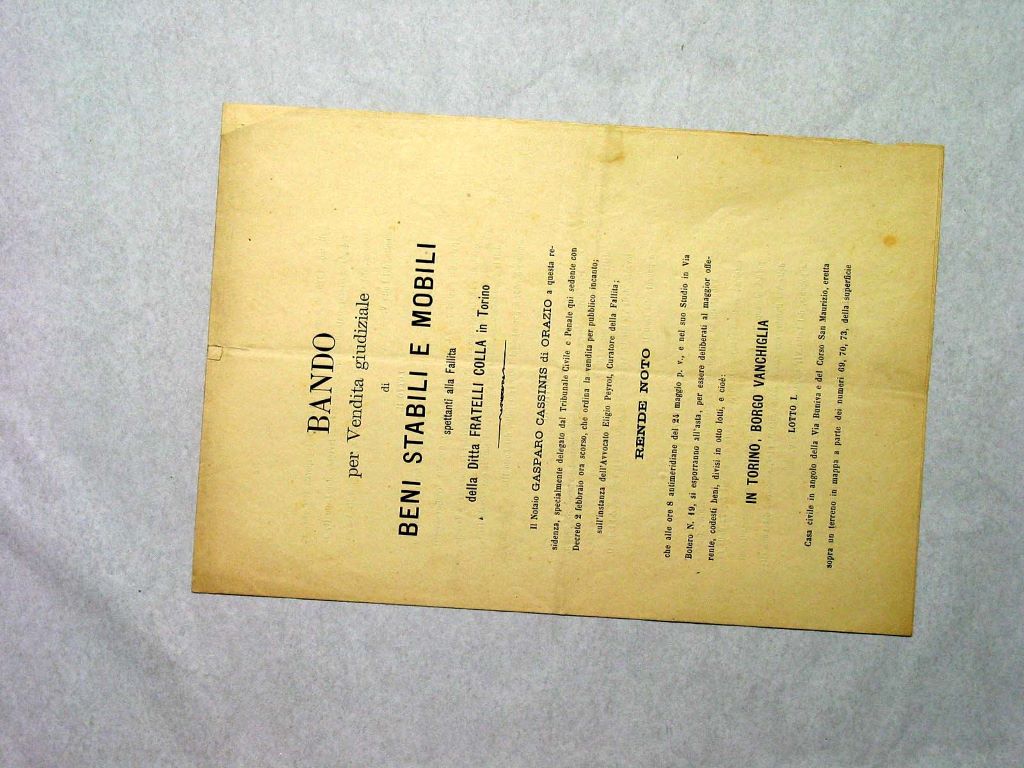 BANDO
per Vendita giudiziale
di
BENI STABILI E MOBILI
spettanti alla Fallita
della Ditta FRATELLI COLLA in Torino
Il Notaio GASPARO CASSINIS di ORAZIO a questa re-
sidenza, specialmente delegato dal Tribunale Civile e Penale qui sedente con
Decreto 2 febbraio ora scorso, che ordina la vendita per pubblico incanto;
sull'instanza dell'Avvocato Eligio Peyrot, Curatore della Fallita;
RENDE NOTO
che alle ore 8 antimeridiane del 24 maggio p. v., e nel suo Studio in Via
Botero N. 19, si esporranno all'asta, per essere deliberati al maggior offe-
rente, codesti beni, divisi in otto lotti, e cioè:
IN TORINO, BORGO VANCHIGLIA
LOTTO I.
Casa civile in angolo della Via Buniva e del Corso San Maurizio, eretta
sopra un terreno in mappa a parte dei numeri 69, 70, 73, della superficie